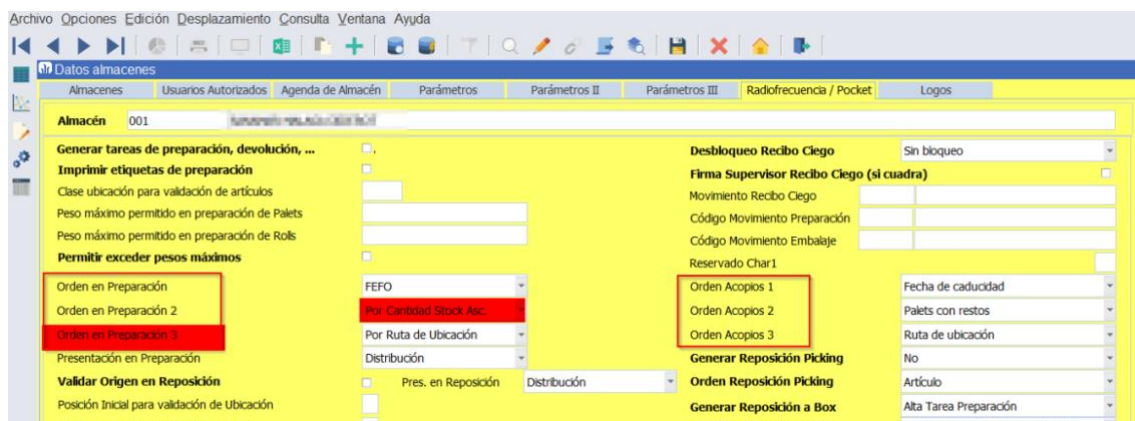 Archivo Opciones Edición Desplazamiento Consulta Ventana Ayuda
Datos almacenes
Almacenes Usuarios Autorizados Agenda de Almacén Parámetros Parámetros II Parámetros III Radiofrecuencia / Pocket Logos
Almacén 001
Generar tareas de preparación, devolución, ... Desbloqueo Recibo Ciego Sin bloqueo
Imprimir etiquetas de preparación Firma Supervisor Recibo Ciego (si cuadra)
Clase ubicación para validación de artículos Movimiento Recibo Ciego
Peso máximo permitido en preparación de Palets Código Movimiento Preparación
Peso máximo permitido en preparación de Rolls Código Movimiento Embalaje
Permitir exceder pesos máximos Reservado Char1
Orden en Preparación FEFO Orden Acopios 1 Fecha de caducidad
Orden en Preparación 2 Por Cantidad Stock Asc. Orden Acopios 2 Palets con restos
Orden en Preparación 3 Por Ruta de Ubicación Orden Acopios 3 Ruta de ubicación
Presentación en Preparación Distribución Generar Reposición Picking No
Validar Origen en Reposición Pres. en Reposición Distribución Orden Reposición Picking Artículo
Posición Inicial para validación de Ubicación Generar Reposición a Box Alta Tarea Preparación